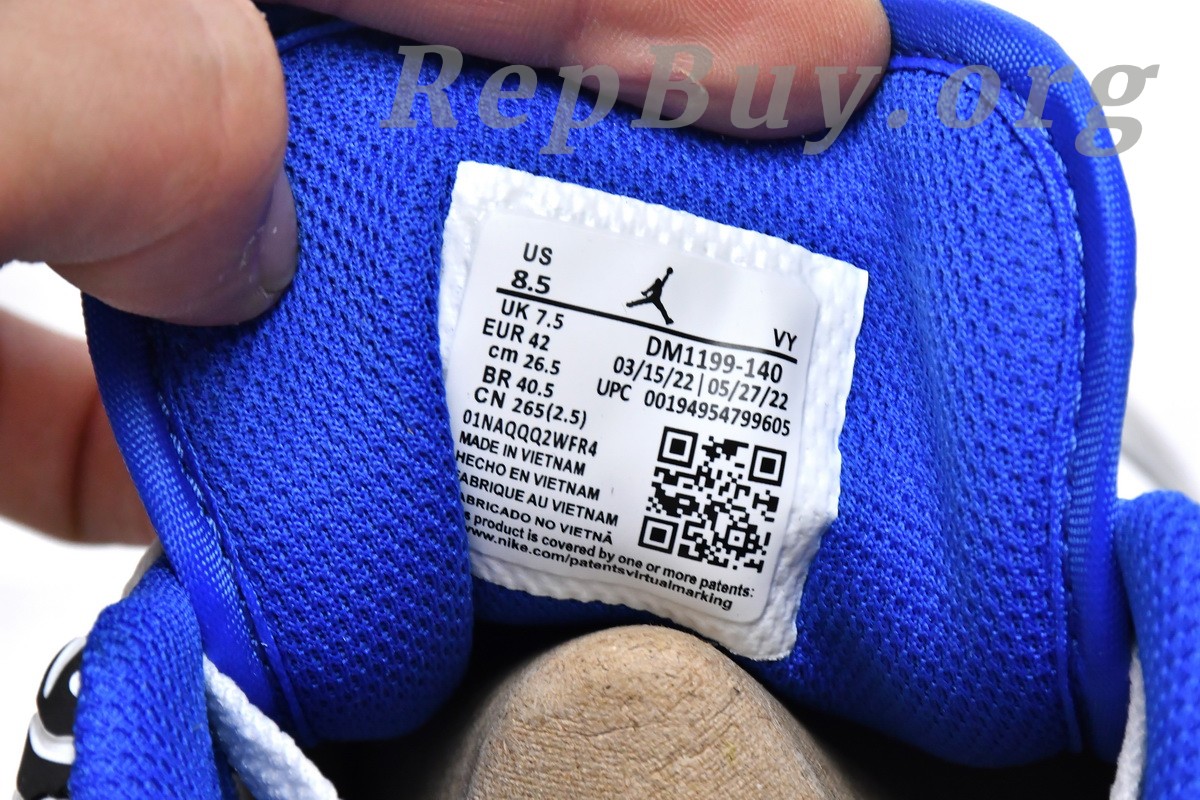 RepBuy.org
US
8.5
UK 7.5
EUR 42
cm 26.5
BR 40.5
CN 265(2.5)
VY
DM1199-140
03/15/22 | 05/27/22
UPC 00194954799605
01NAQQQ2WFR4
MADE IN VIETNAM
HECHO EN VIETNAM
ABRIQUE AU VIETNAM
ABRICADO NO VIETNÃ
s product is covered by one or more patents:
www.nike.com/patentsvirtualmarking